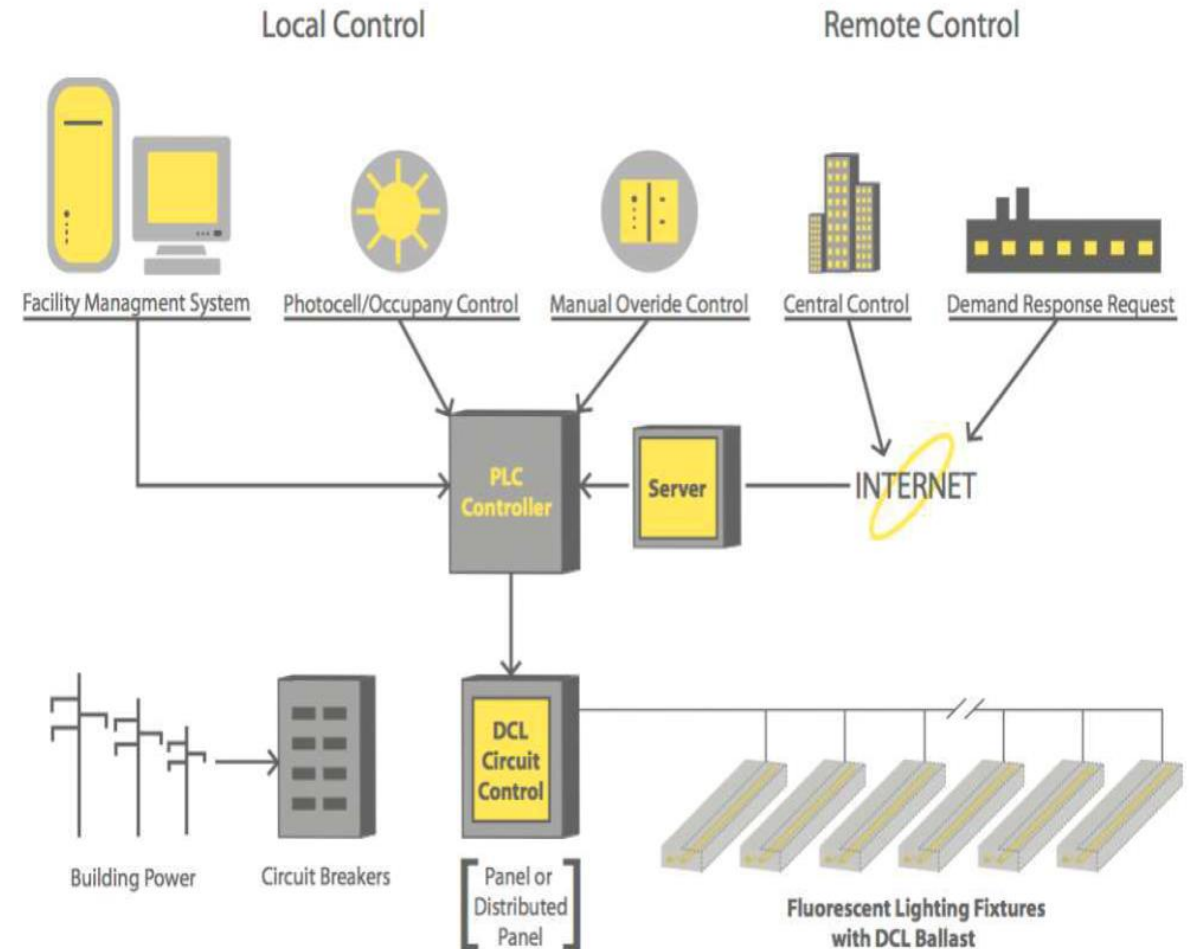 Local Control
Remote Control
Facility Managment System
Photocell/Occupany Control
Manual Overide Control
Central Control
Demand Response Request
PLC
Controller
Server
INTERNET
DCL
Circuit
Control
Building Power
Circuit Breakers
Panel or
Distributed
Panel
Fluorescent Lighting Fixtures
with DCL Ballast